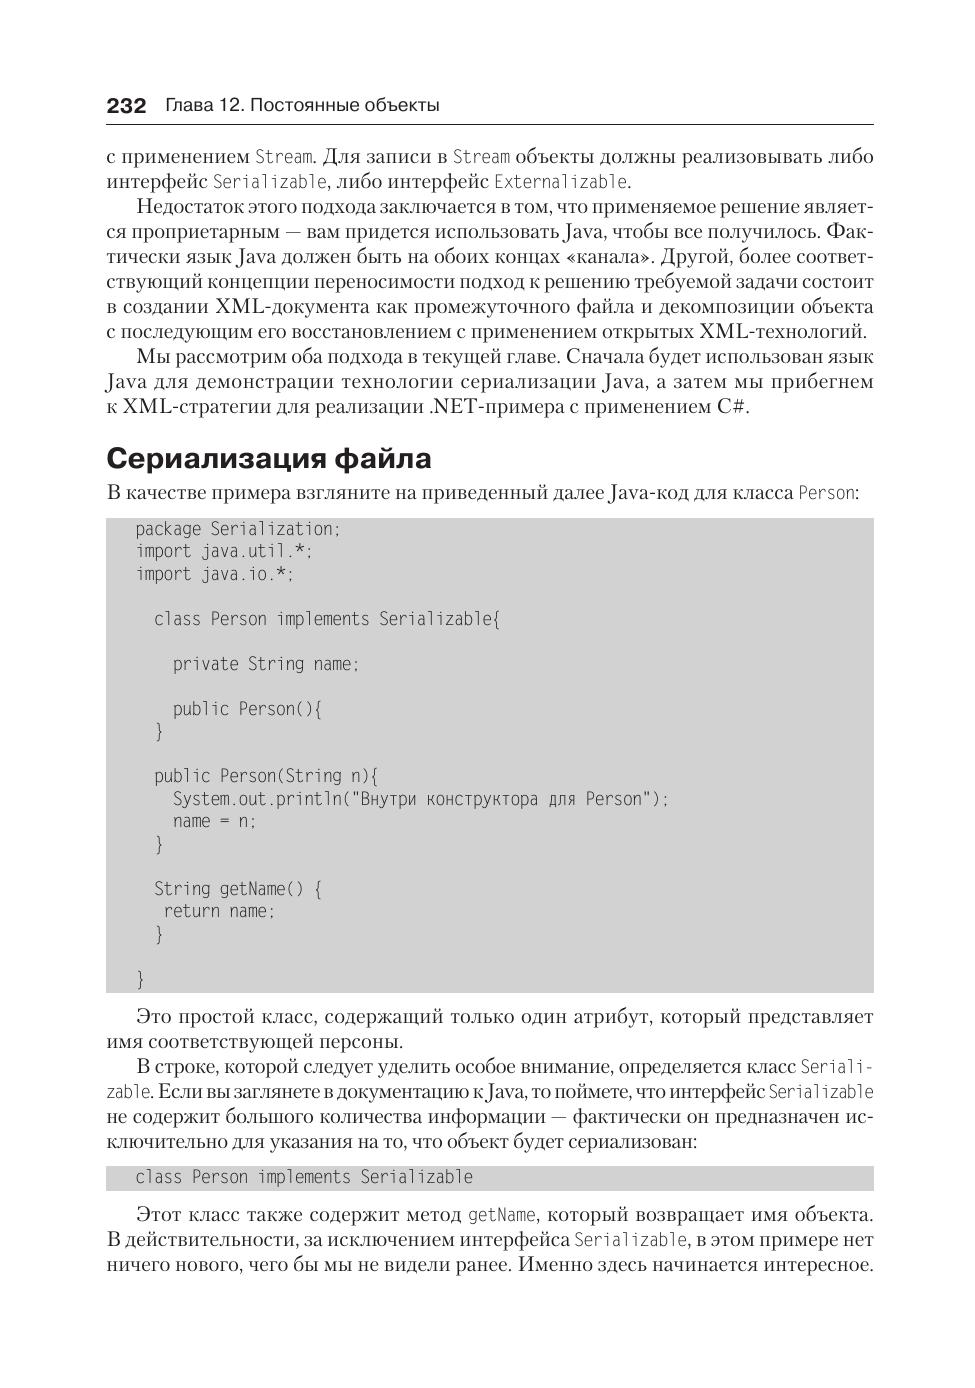 232 Глава 12. Постоянные объекты
с применением Stream. Для записи в Stream объекты должны реализовывать либо
интерфейс Serializable, либо интерфейс Externalizable.
Недостаток этого подхода заключается в том, что применяемое решение являет-
ся проприетарным — вам придется использовать Java, чтобы все получилось. Фак-
тически язык Java должен быть на обоих концах «канала». Другой, более соответ-
ствующий концепции переносимости подход к решению требуемой задачи состоит
в создании XML-документа как промежуточного файла и декомпозиции объекта
с последующим его восстановлением с применением открытых XML-технологий.
Мы рассмотрим оба подхода в текущей главе. Сначала будет использован язык
Java для демонстрации технологии сериализации Java, а затем мы прибегнем
к XML-стратегии для реализации .NET-примера с применением C#.
Сериализация файла
В качестве примера взгляните на приведенный далее Java-код для класса Person:
package Serialization;
import java.util.*;
import java.io.*;
class Person implements Serializable{
private String name;
public Person(){
}
public Person(String n){
System.out.println("Внутри конструктора для Person");
name = n;
}
String getName() {
return name;
}
}
Это простой класс, содержащий только один атрибут, который представляет
имя соответствующей персоны.
В строке, которой следует уделить особое внимание, определяется класс Seriali-
zable. Если вы заглянете в документацию к Java, то поймете, что интерфейс Serializable
не содержит большого количества информации — фактически он предназначен ис-
ключительно для указания на то, что объект будет сериализован:
class Person implements Serializable
Этот класс также содержит метод getName, который возвращает имя объекта.
В действительности, за исключением интерфейса Serializable, в этом примере нет
ничего нового, чего бы мы не видели ранее. Именно здесь начинается интересное.